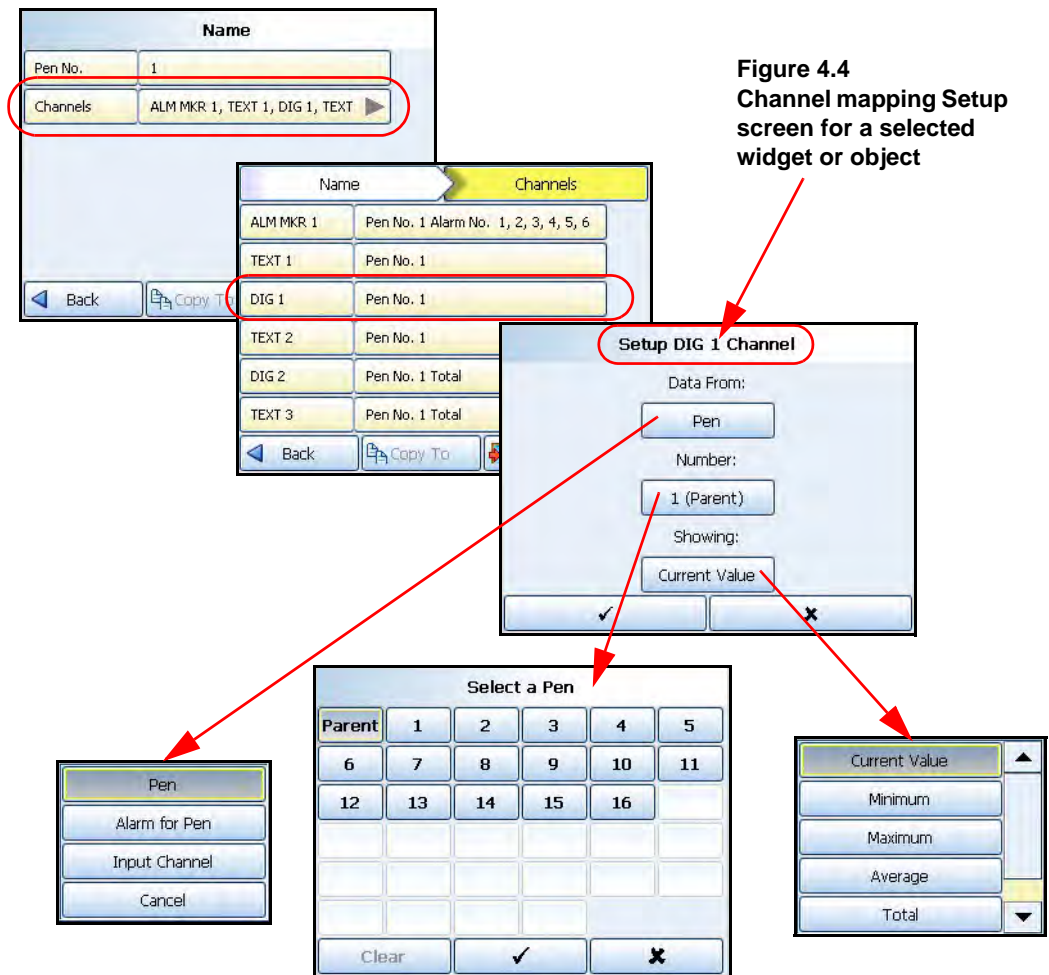 Name
Pen No. 1
Channels ALM MKR 1, TEXT 1, DIG 1, TEXT
Back Copy To
Figure 4.4
Channel mapping Setup
screen for a selected
widget or object
Name Channels
ALM MKR 1 Pen No. 1 Alarm No. 1, 2, 3, 4, 5, 6
TEXT 1 Pen No. 1
DIG 1 Pen No. 1
TEXT 2 Pen No. 1
DIG 2 Pen No. 1 Total
TEXT 3 Pen No. 1 Total
Back Copy To
Setup DIG 1 Channel
Data From:
Pen
Number:
1 (Parent)
Showing:
Current Value
Pen
Alarm for Pen
Input Channel
Cancel
Select a Pen
Parent 1 2 3 4 5
6 7 8 9 10 11
12 13 14 15 16
Clear
Current Value
Minimum
Maximum
Average
Total